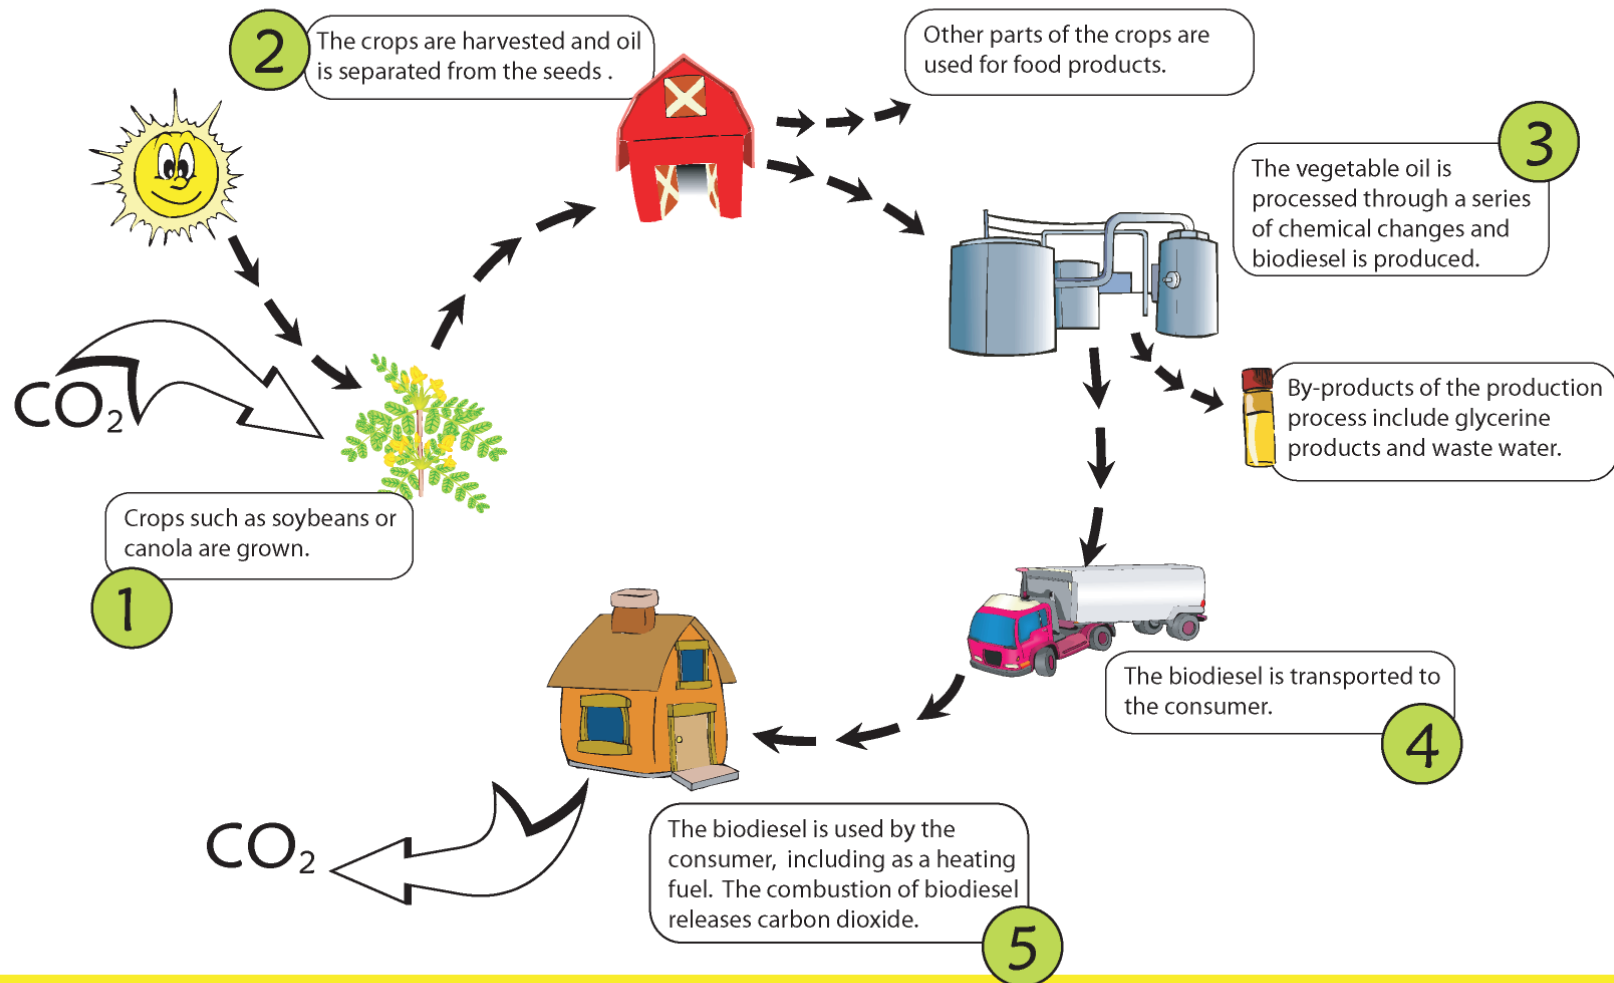 2
The crops are harvested and oil
is separated from the seeds .
Other parts of the crops are
used for food products.
3
The vegetable oil is
processed through a series
of chemical changes and
biodiesel is produced.
CO₂
By-products of the production
process include glycerine
products and waste water.
Crops such as soybeans or
canola are grown.
1
The biodiesel is transported to
the consumer.
4
CO₂
The biodiesel is used by the
consumer, including as a heating
fuel. The combustion of biodiesel
releases carbon dioxide.
5